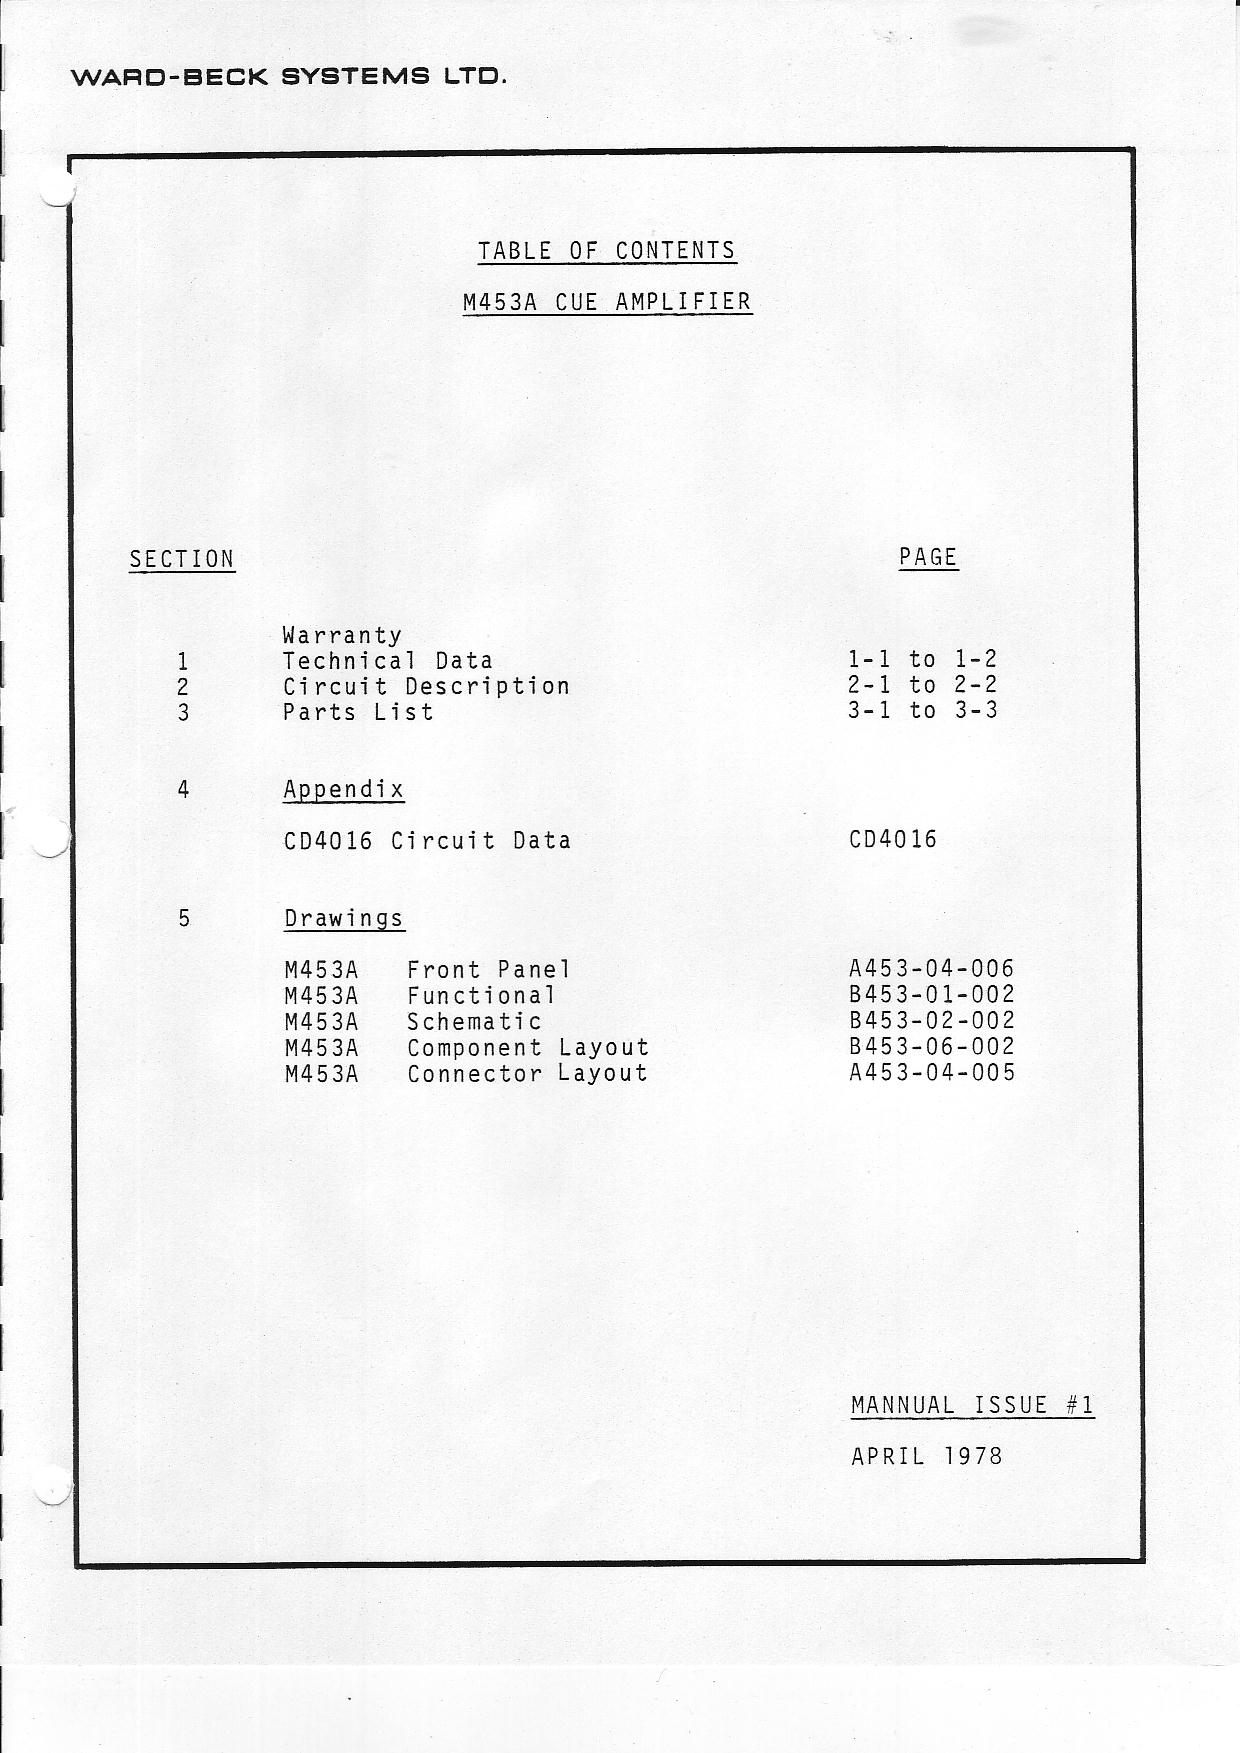 WARD-BECK SYSTEMS LTD.
TABLE OF CONTENTS
M453A CUE AMPLIFIER
SECTION PAGE
Warranty
1 Technical Data 1-1 to 1-2
2 Circuit Description 2-1 to 2-2
3 Parts List 3-1 to 3-3
4 Appendix
CD4016 Circuit Data CD4016
5 Drawings
M453A Front Panel A453-04-006
M453A Functional B453-01-002
M453A Schematic B453-02-002
M453A Component Layout B453-06-002
M453A Connector Layout A453-04-005
MANNUAL ISSUE #1
APRIL 1978